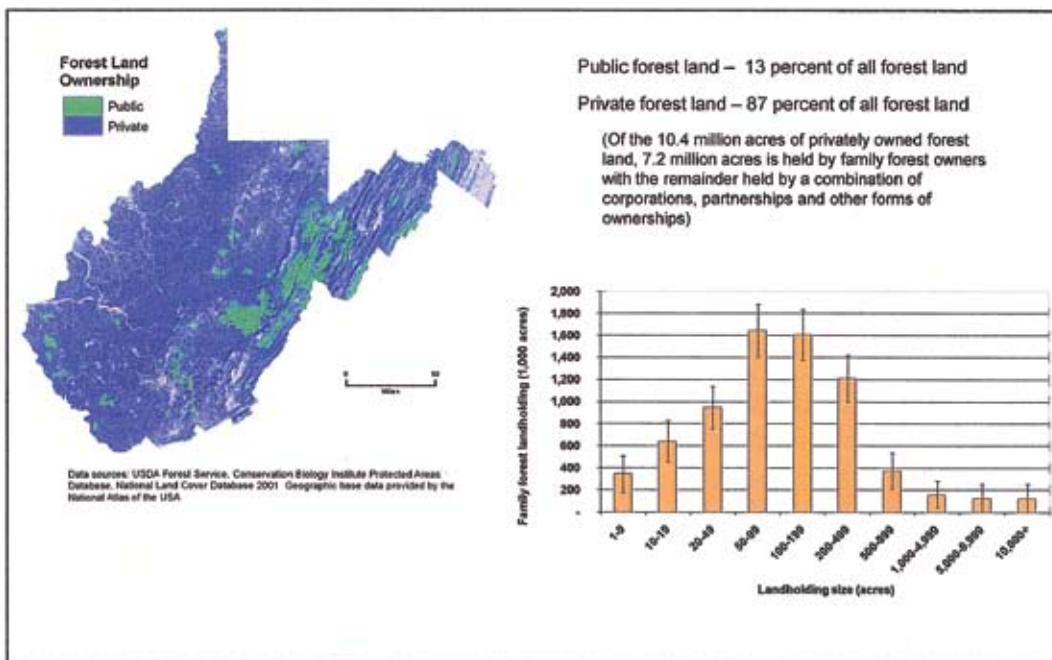 Forest Land
Ownership
Public
Private
Public forest land – 13 percent of all forest land
Private forest land – 87 percent of all forest land
(Of the 10.4 million acres of privately owned forest
land, 7.2 million acres is held by family forest owners
with the remainder held by a combination of
corporations, partnerships and other forms of
ownerships)
0
Miles
Data sources: USDA Forest Service, Conservation Biology Institute Protected Areas
Database, National Land Cover Database 2001 Geographic base data provided by the
National Atlas of the USA
Family forest landholding (1,000 acres)
2,000
1,800
1,600
1,400
1,200
1,000
800
600
400
200
-
1-9
10-19
20-49
50-99
100-199
200-499
500-999
1,000-4,999
5,000-9,999
10,000+
Landholding size (acres)